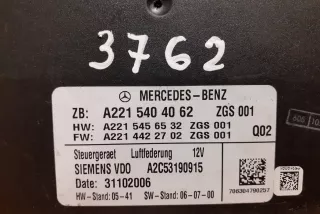 3762
MERCEDES-BENZ
ZB: A221 540 40 62 ZGS 001
HW: A221 545 65 32 ZGS 001
FW: A221 442 27 02 ZGS 001 Q02
Steuergeraet Luftfederung 12V
SIEMENS VDO A2C53190915
Date: 31102006
HW-Stand: 05-41 SW-Stand: 06-07-00